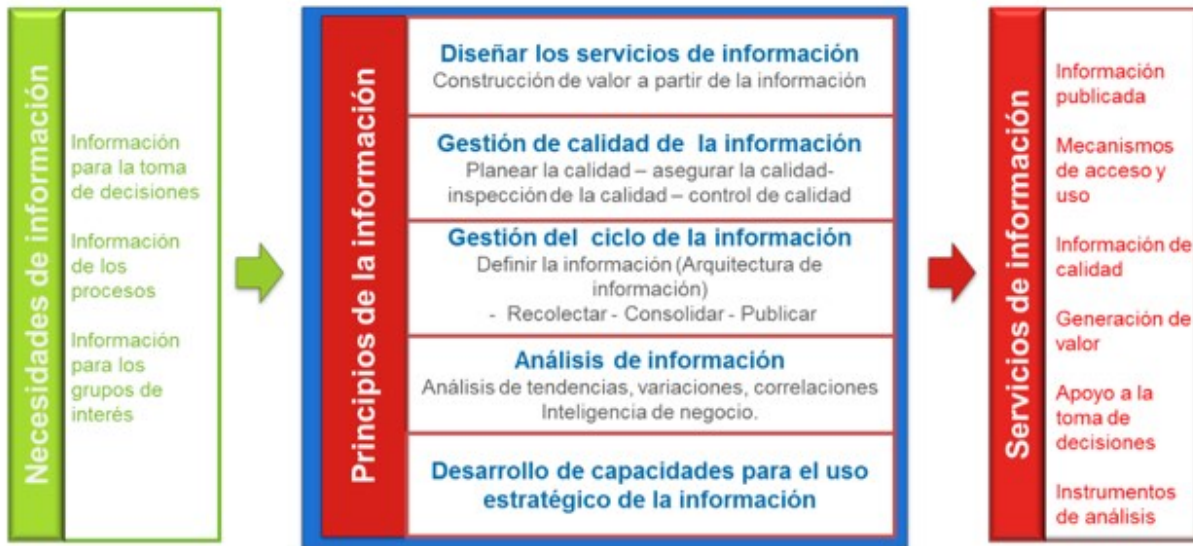 Necesidades de información
Información
para la toma
de decisiones
Información
de los
procesos
Información
para los
grupos de
interés
Principios de la información
Diseñar los servicios de información
Construcción de valor a partir de la información
Gestión de calidad de la información
Planear la calidad – asegurar la calidad-
inspección de la calidad – control de calidad
Gestión del ciclo de la información
Definir la información (Arquitectura de
información)
- Recolectar - Consolidar - Publicar
Análisis de información
Análisis de tendencias, variaciones, correlaciones
Inteligencia de negocio.
Desarrollo de capacidades para el uso
estratégico de la información
Servicios de información
Información
publicada
Mecanismos
de acceso y
uso
Información de
calidad
Generación de
valor
Apoyo a la
toma de
decisiones
Instrumentos
de análisis